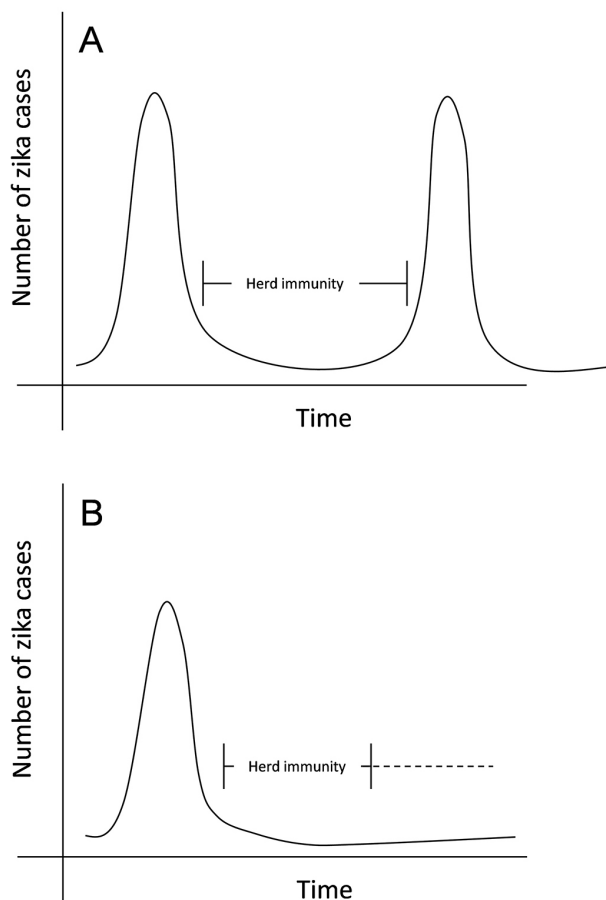 A
Number of zika cases
Herd immunity
Time
B
Number of zika cases
Herd immunity
Time